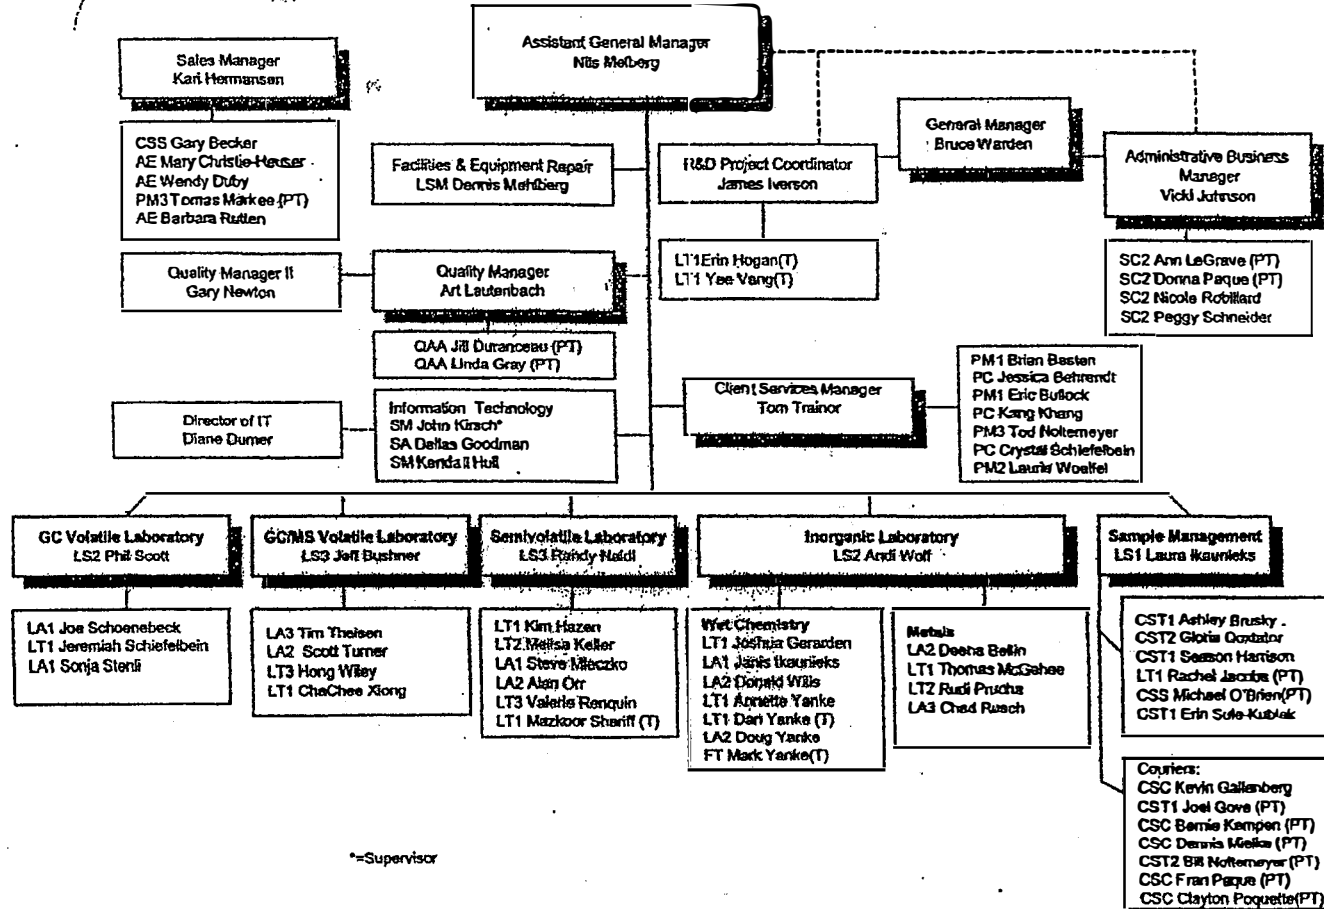 Assistant General Manager
Nils Melberg
Sales Manager
Kari Hermansen
CSS Gary Becker
AE Mary Christie-Heuser
AE Wendy Duby
PM3 Tomas Markee (PT)
AE Barbara Rutten
Facilities & Equipment Repair
LSM Dennis Mehlberg
R&D Project Coordinator
James Iverson
General Manager
Bruce Warden
Administrative Business
Manager
Vicki Johnson
LT1 Erin Hogan(T)
LT1 Yee Vang(T)
SC2 Ann LeGrave (PT)
SC2 Donna Paque (PT)
SC2 Nicole Robillard
SC2 Peggy Schneider
Quality Manager II
Gary Newton
Quality Manager
Art Lautenbach
QAA Jill Duranceau (PT)
QAA Linda Gray (PT)
Director of IT
Diane Dumer
Information Technology
SM John Kirsch*
SA Dallas Goodman
SM Kendall Hull
Client Services Manager
Tom Trainor
PM1 Brian Basten
PC Jessica Behrendt
PM1 Eric Bullock
PC Kang Khang
PM3 Tod Noltemeyer
PC Crystal Schiefelbein
PM2 Laurie Woelfel
GC Volatile Laboratory
LS2 Phil Scott
LA1 Joe Schoenebeck
LT1 Jeremiah Schiefelbein
LA1 Sonja
GC/MS Volatile Laboratory
LS3 Jeff Bushner
LA3 Tim Theisen
LA2 Scott Turner
LT3 Hong Wiley
LT1 ChaChee Xiong
Semivolatile Laboratory
LS3 Randy
LT1 Kim Hazen
LT2 Melisa Keller
LA1 Steve Mleczko
LA2 Alan Orr
LT3 Valerie Renquin
LT1 Mazkoor Shariff (T)
Inorganic Laboratory
LS2 Andi Wolf
Wet Chemistry
LT1 Joshua Gerarden
LA1 Janis Ikaunieks
LA2 Donald Wills
LT1 Annette Yanke
LT1 Dan Yanke (T)
LA2 Doug Yanke
FT Mark Yanke(T)
Metals
LA2 Deena Bellin
LT1 Thomas McGahee
LT2 Rudi Prucha
LA3 Chad Rusch
Sample Management
LS1 Laura Ikaunieks
CST1 Ashley Brusky
CST2 Gloria Doxtator
CST1 Season Harrison
LT1 Rachel Jacobs (PT)
CSS Michael O'Brien(PT)
CST1 Erin Sule-Kubiak
Couriers:
CSC Kevin Gallenberg
CST1 Joel Gove (PT)
CSC Bernie Kempen (PT)
CSC Dennis Mielke (PT)
CST2 Bill Noltemeyer (PT)
CSC Fran Paque (PT)
CSC Clayton Poquette(PT)
*=Supervisor